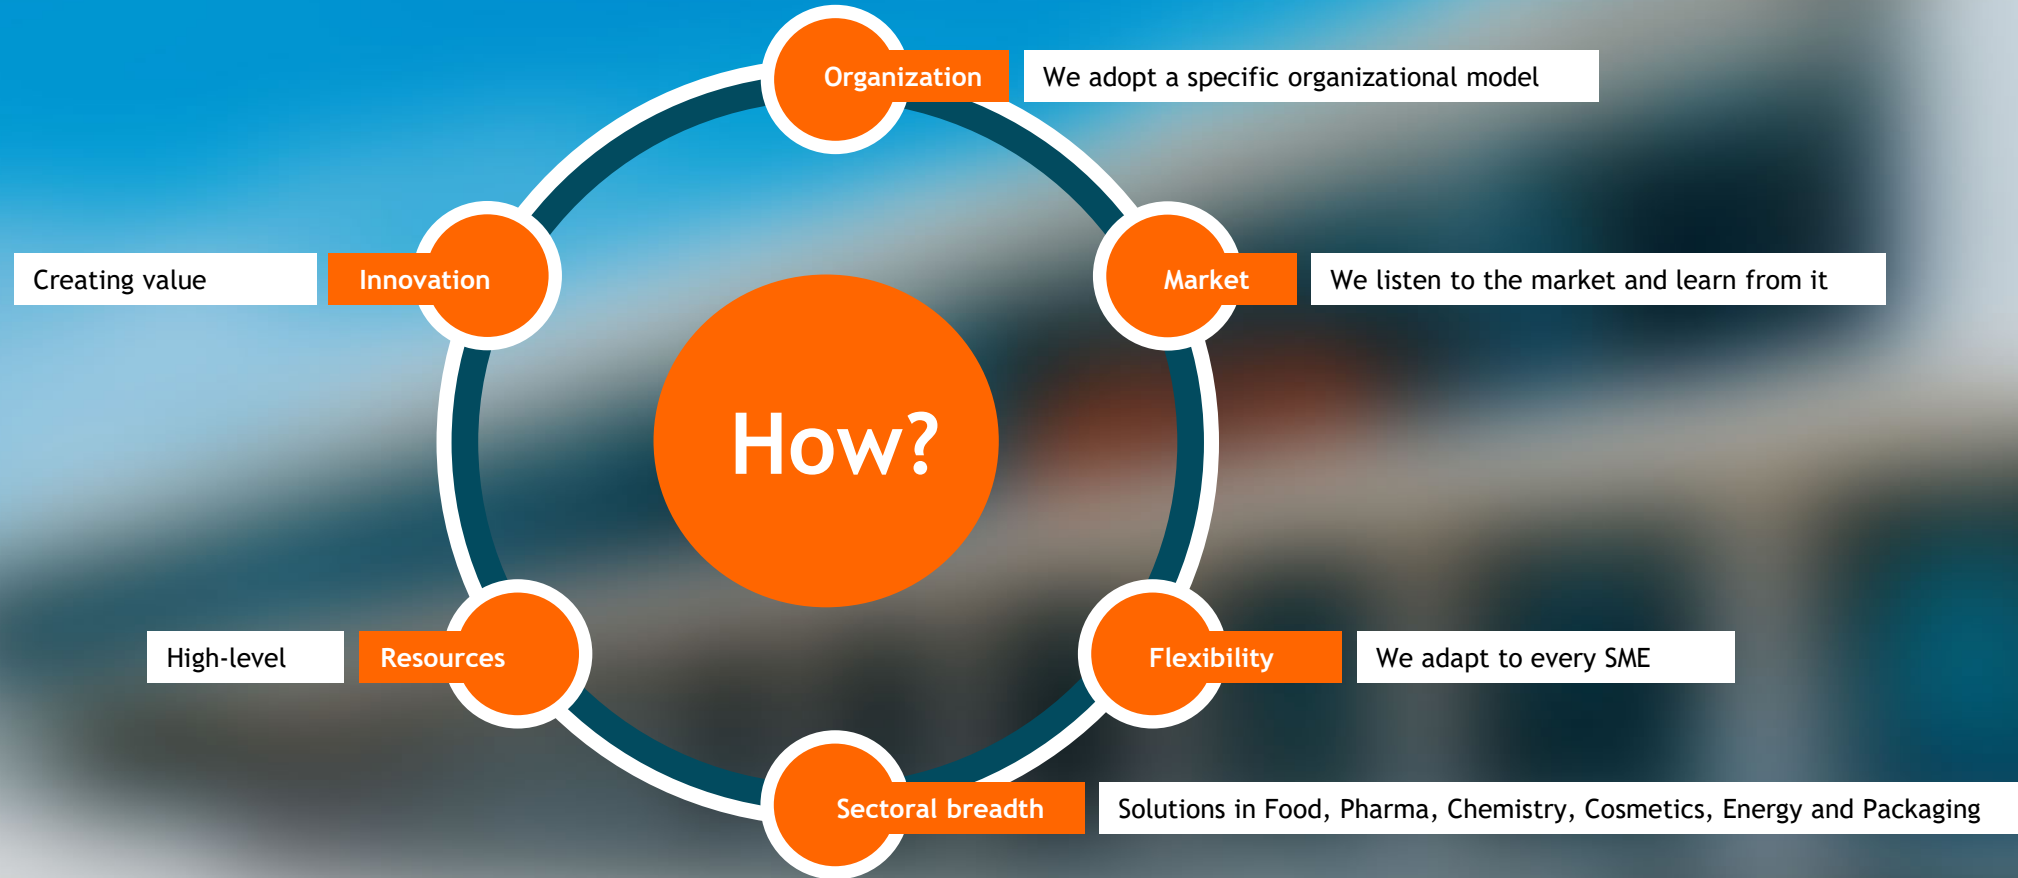 Organization
We adopt a specific organizational model
Creating value
Innovation
Market
We listen to the market and learn from it
How?
High-level
Resources
Flexibility
We adapt to every SME
Sectoral breadth
Solutions in Food, Pharma, Chemistry, Cosmetics, Energy and Packaging